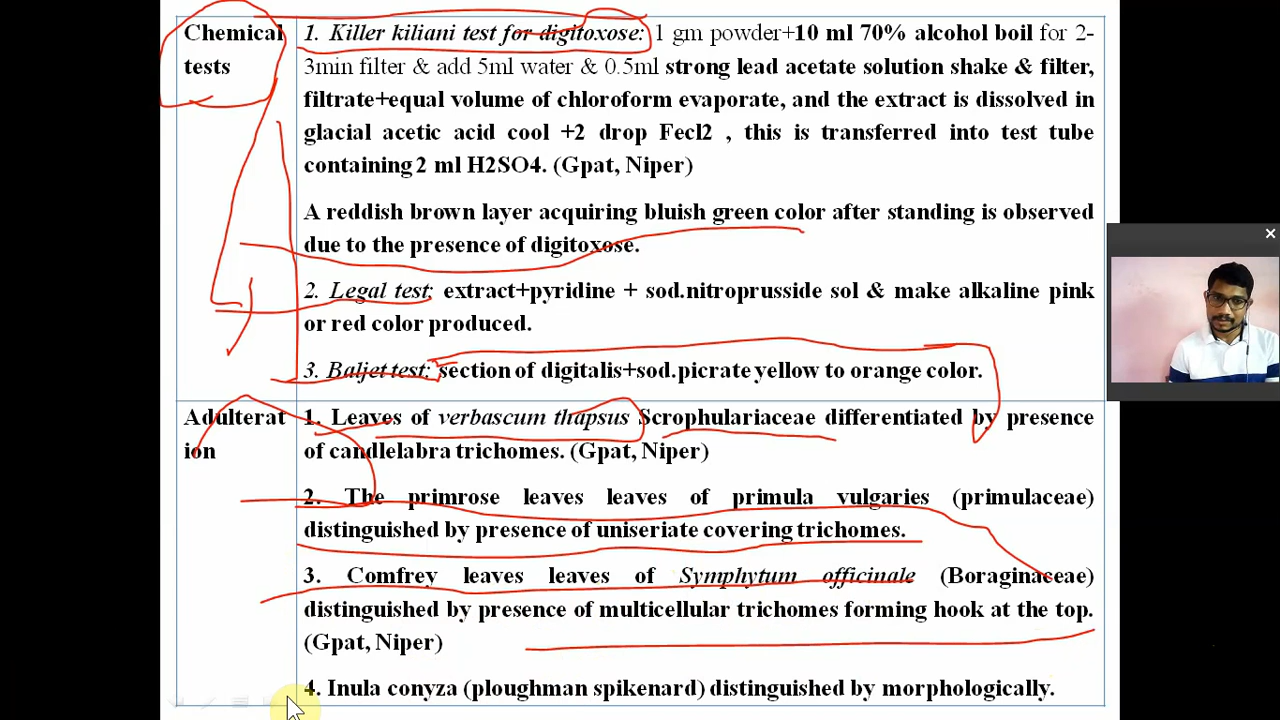 Chemical tests
1. Killer kiliani test for digitoxose: 1 gm powder+10 ml 70% alcohol boil for 2-
3min filter & add 5ml water & 0.5ml strong lead acetate solution shake & filter,
filtrate+equal volume of chloroform evaporate, and the extract is dissolved in
glacial acetic acid cool +2 drop Fecl2 , this is transferred into test tube
containing 2 ml H2SO4. (Gpat, Niper)
A reddish brown layer acquiring bluish green color after standing is observed
due to the presence of digitoxose.
2. Legal test; extract+pyridine + sod.nitroprusside sol & make alkaline pink
or red color produced.
3. Baljet test; section of digitalis+sod.picrate yellow to orange color.
Adulterat
ion
1. Leaves of verbascum thapsus Scrophulariaceae differentiated by presence
of candlelabra trichomes. (Gpat, Niper)
2. The primrose leaves leaves of primula vulgaries (primulaceae)
distinguished by presence of uniseriate covering trichomes.
3. Comfrey leaves leaves of Symphytum officinale (Boraginaceae)
distinguished by presence of multicellular trichomes forming hook at the top.
(Gpat, Niper)
4. Inula conyza (ploughman spikenard) distinguished by morphologically.